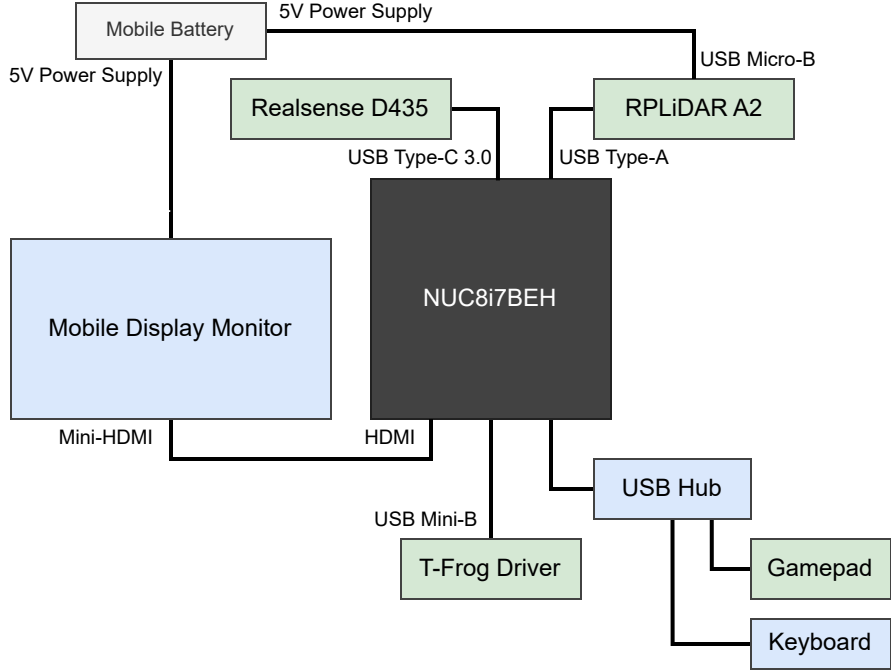 5V Power Supply
Mobile Battery
USB Micro-B
5V Power Supply
Realsense D435
RPLiDAR A2
USB Type-C 3.0
USB Type-A
NUC8i7BEH
Mobile Display Monitor
Mini-HDMI
HDMI
USB Hub
USB Mini-B
T-Frog Driver
Gamepad
Keyboard